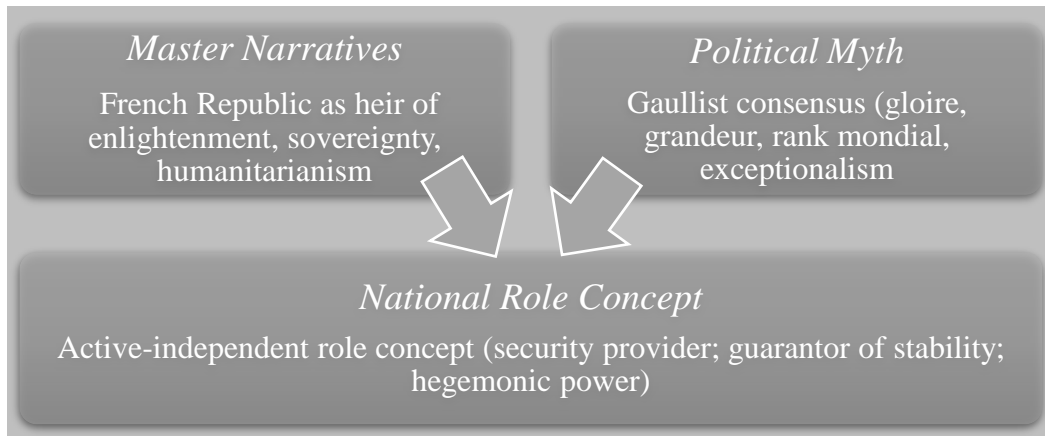 Master Narratives
French Republic as heir of
enlightenment, sovereignty,
humanitarianism
Political Myth
Gaullist consensus (gloire,
grandeur, rank mondial,
exceptionalism
National Role Concept
Active-independent role concept (security provider; guarantor of stability;
hegemonic power)